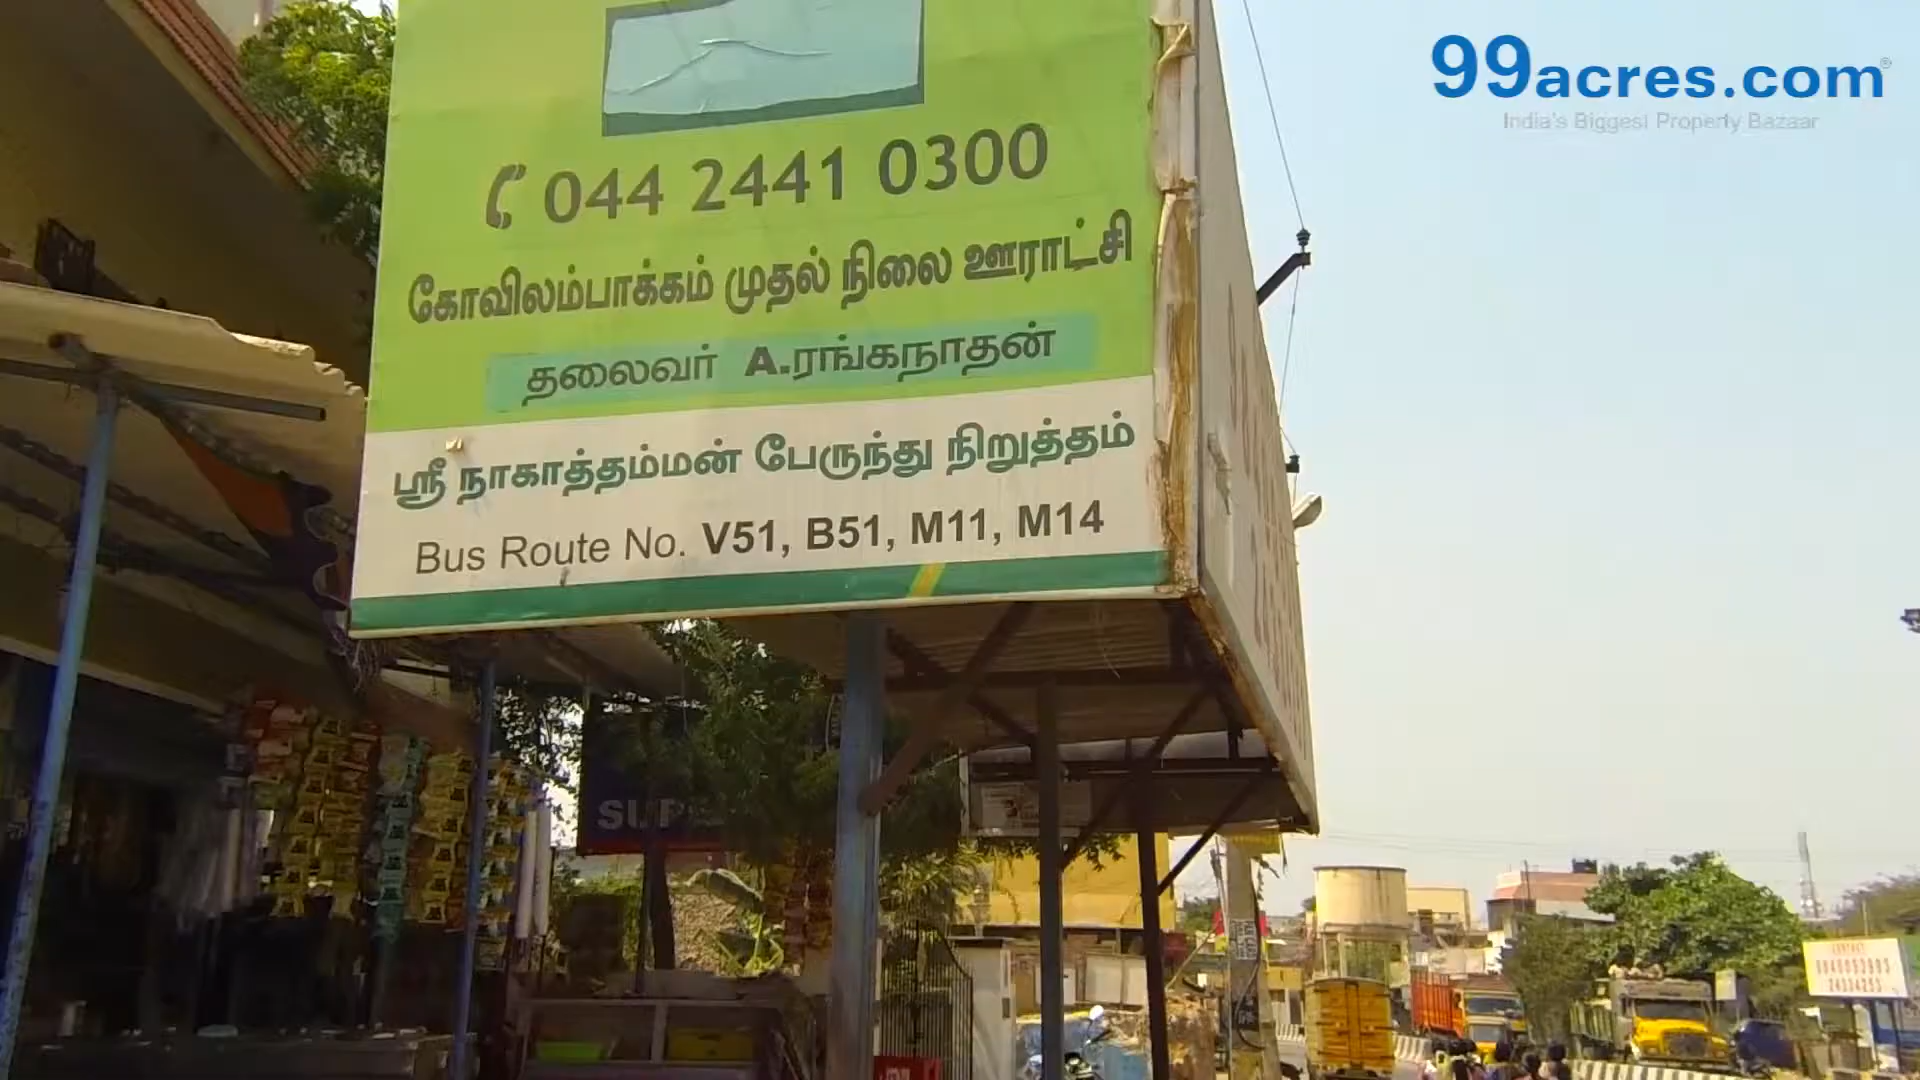 99acres.com
India's Biggest Property Bazaar
044 2441 0300
கோவிலம்பாக்கம் முதல் நிலை ஊராட்சி
தலைவர் A.ரங்கநாதன்
ஸ்ரீ நாகாத்தம்மன் பேருந்து நிறுத்தம்
Bus Route No. V51, B51, M11, M14